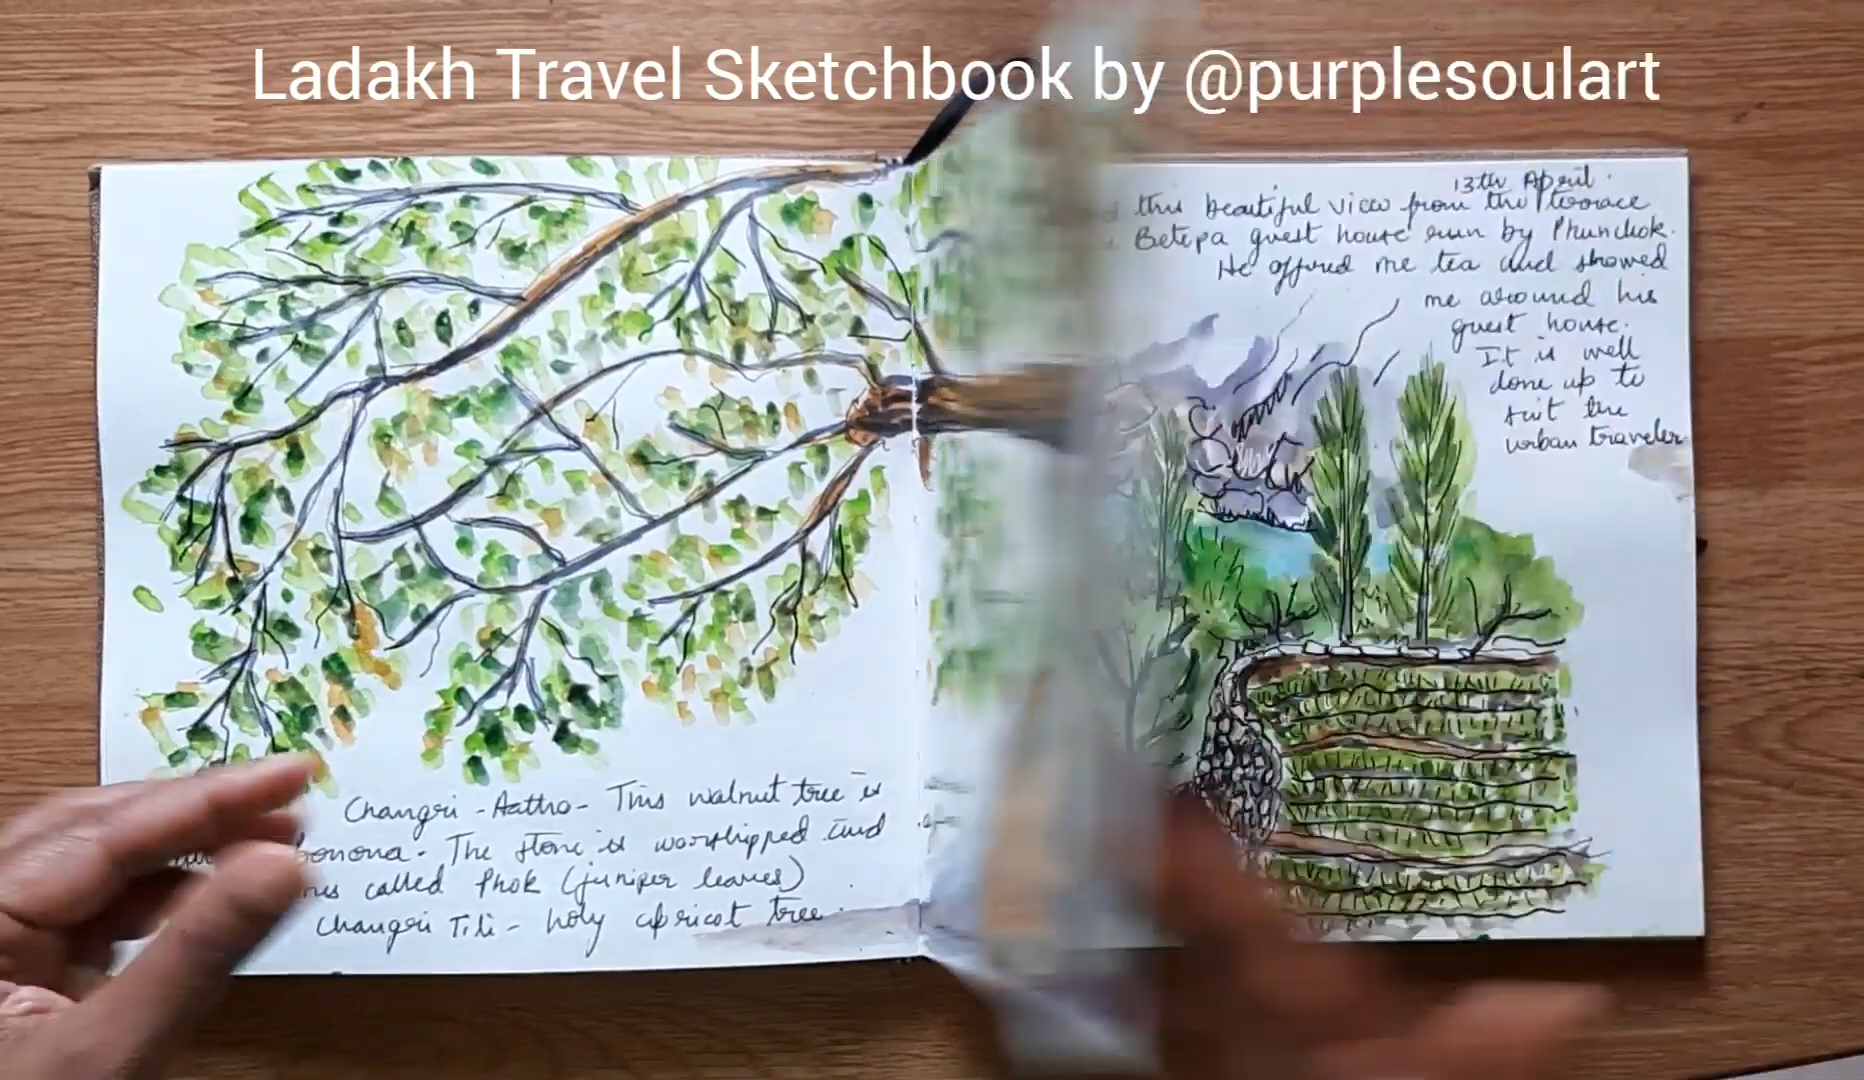 Ladakh Travel Sketchbook by @purplesoulart
Changri - Aatho - This walnut tree is
bonona. The stone is worshipped and
called Phok (juniper leaves)
Changri Tili - holy apricot tree.
13th April.
this beautiful view from the terrace
Betepa guest house run by Phunchok.
He offered me tea and showed
me around his
guest house.
It is well
done up to
suit the
urban traveler